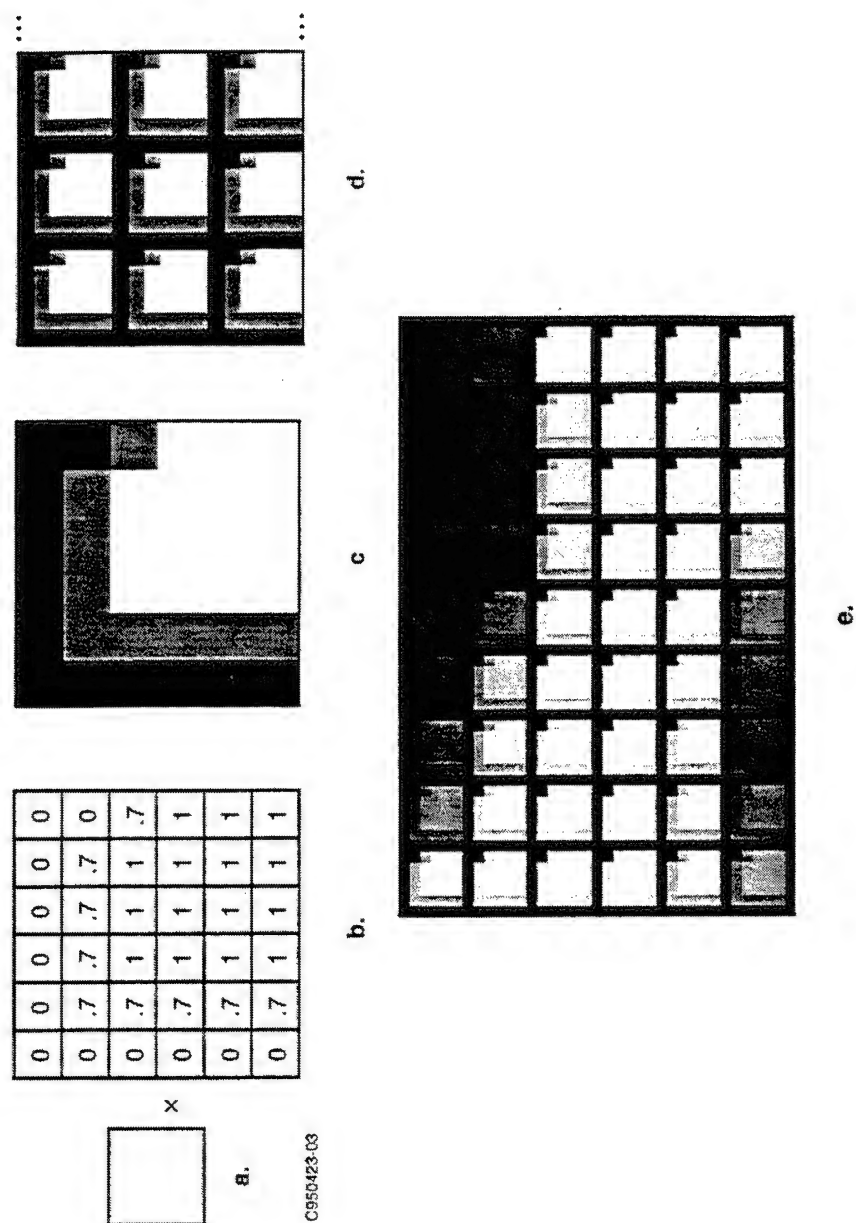 0 0 0 0 0 0
0 .7 .7 .7 .7 0
0 .7 1 1 1 .7
x
0 .7 1 1 1 1
0 .7 1 1 1 1
0 .7 1 1 1 1
...
...
a.
b.
c
d.
C950423-03
e.